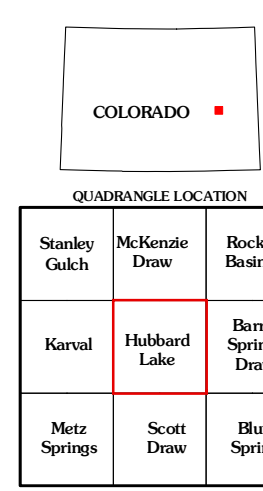 COLORADO
QUADRANGLE LOCATION
Stanley Gulch
McKenzie Draw
Karval
Hubbard Lake
Metz Springs
Scott Draw